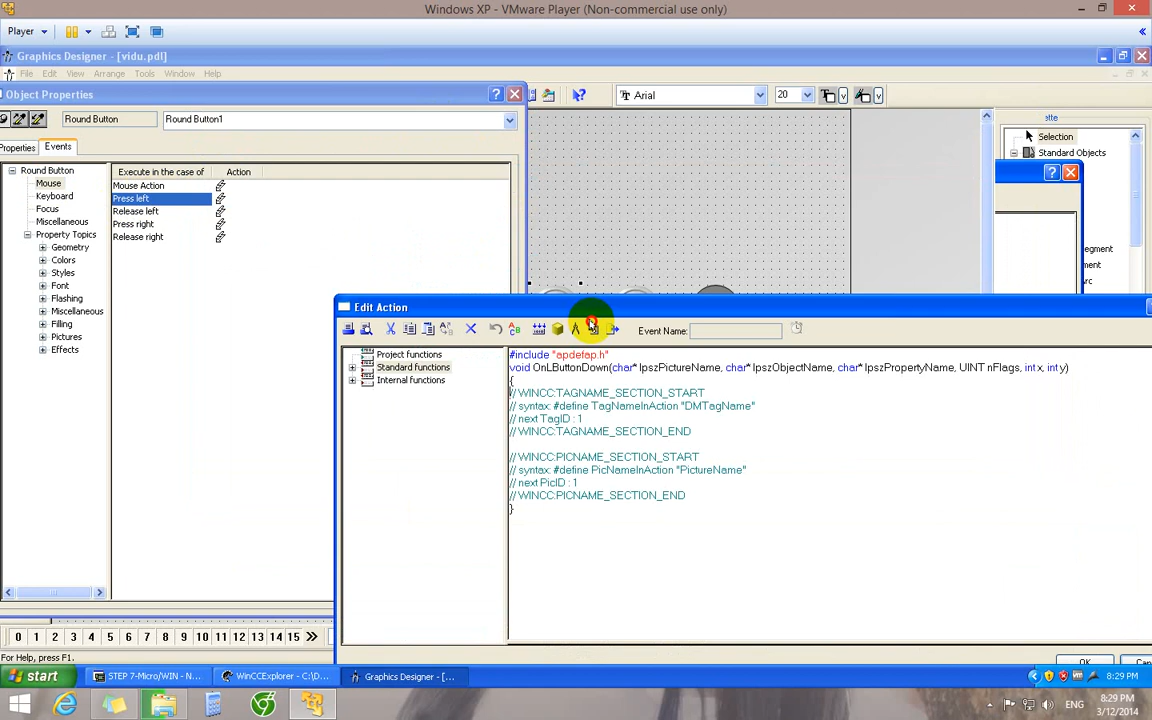 Windows XP - VMware Player (Non-commercial use only)
Player
Graphics Designer - [vidu.pdl]
File Edit View Arrange Tools Window Help
Object Properties
Arial 20
Round Button Round Button1
Selection
Standard Objects
Properties Events
Round Button
Mouse
Keyboard
Focus
Miscellaneous
Property Topics
Geometry
Colors
Styles
Font
Flashing
Miscellaneous
Filling
Pictures
Effects
Execute in the case of Action
Mouse Action
Press left
Release left
Press right
Release right
Edit Action
Event Name:
Project functions
Standard functions
Internal functions
#include "apdefap.h"
void OnLButtonDown(char* lpszPictureName, char* lpszObjectName, char* lpszPropertyName, UINT nFlags, int x, int y)
{
// WINCC:TAGNAME_SECTION_START
// syntax: #define TagNameInAction "DMTagName"
// next TagID : 1
// WINCC:TAGNAME_SECTION_END
// WINCC:PICNAME_SECTION_START
// syntax: #define PicNameInAction "PictureName"
// next PicID : 1
// WINCC:PICNAME_SECTION_END
}
OK
0 1 2 3 4 5 6 7 8 9 10 11 12 13 14 15
For Help, press F1.
start STEP 7-Micro/WIN - N... WinCCExplorer - C:\D... Graphics Designer - [... 8:29 PM
ENG 8:29 PM
3/12/2014